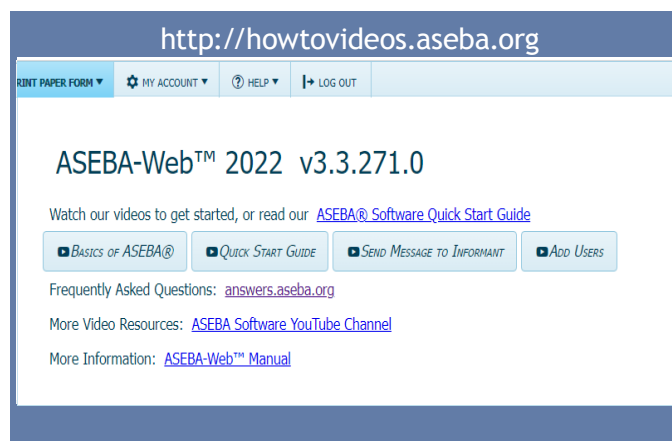 http://howtovideos.aseba.org
RINT PAPER FORM ▼ MY ACCOUNT ▼ HELP ▼ LOG OUT
ASEBA-Web™ 2022 v3.3.271.0
Watch our videos to get started, or read our ASEBA® Software Quick Start Guide
BASICS OF ASEBA® QUICK START GUIDE SEND MESSAGE TO INFORMANT ADD USERS
Frequently Asked Questions: answers.aseba.org
More Video Resources: ASEBA Software YouTube Channel
More Information: ASEBA-Web™ Manual